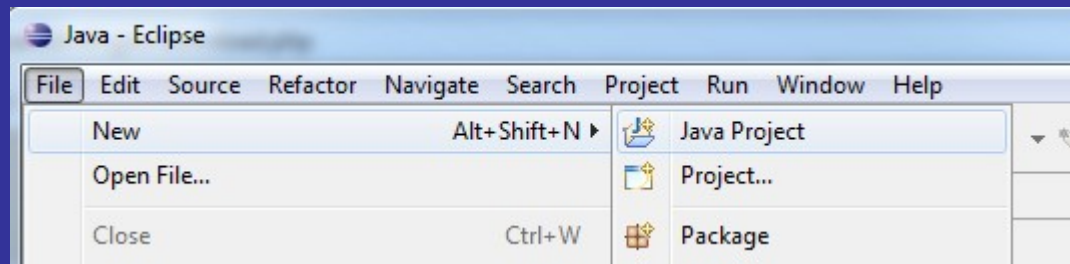 Java - Eclipse
File Edit Source Refactor Navigate Search Project Run Window Help
New Alt+Shift+N Java Project
Open File... Project...
Close Ctrl+W Package